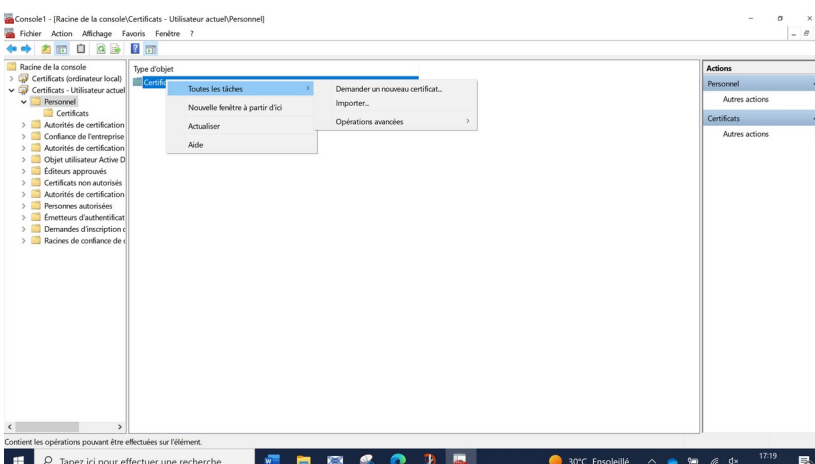 Console1 - [Racine de la console\Certificats - Utilisateur actuel\Personnel]
Fichier Action Affichage Favoris Fenêtre ?
Racine de la console
Certificats (ordinateur local)
Certificats - Utilisateur actuel
Personnel
Certificats
Autorités de certification
Confiance de l'entreprise
Autorités de certification
Objet utilisateur Active D
Éditeurs approuvés
Certificats non autorisés
Autorités de certification
Personnes autorisées
Émetteurs d'authentificat
Demandes d'inscription
Racines de confiance de
Type d'objet
Certific
Toutes les tâches
Nouvelle fenêtre à partir d'ici
Actualiser
Aide
Demander un nouveau certificat...
Importer...
Opérations avancées
Actions
Personnel
Autres actions
Certificats
Autres actions
Contient les opérations pouvant être effectuées sur l'élément.
Tapez ici pour effectuer une recherche
30°C Ensoleillé
17:19